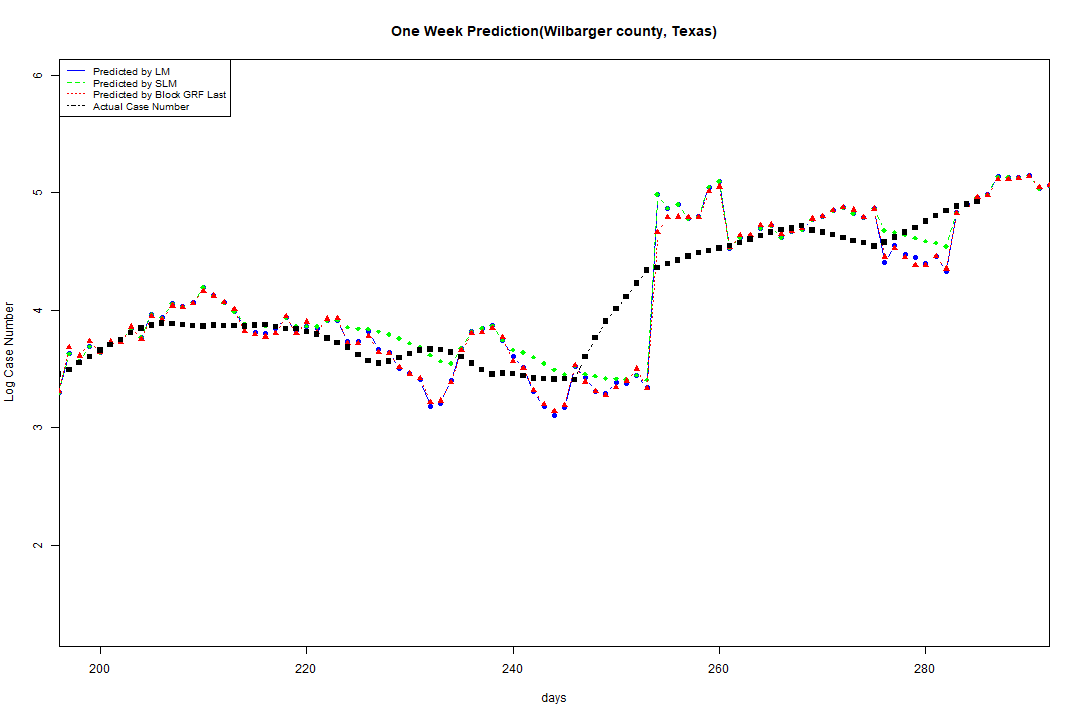 One Week Prediction(Wilbarger county, Texas)
Predicted by LM
Predicted by SLM
Predicted by Block GRF Last
Actual Case Number
6
5
4
3
2
Log Case Number
200 220 240 260 280
days